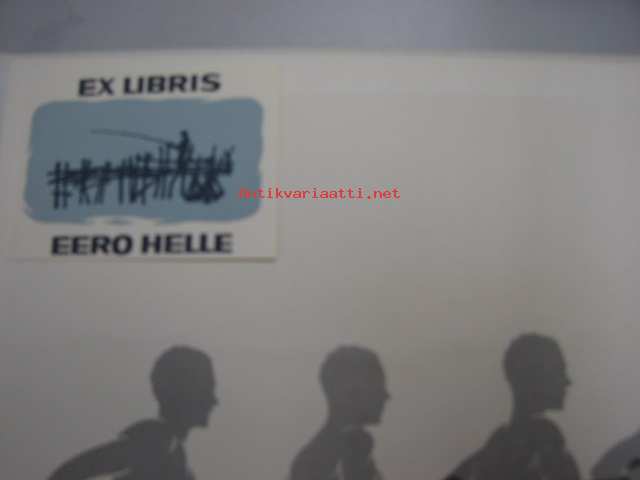 EX LIBRIS
Antikvariaatti.net
EERO HELLE